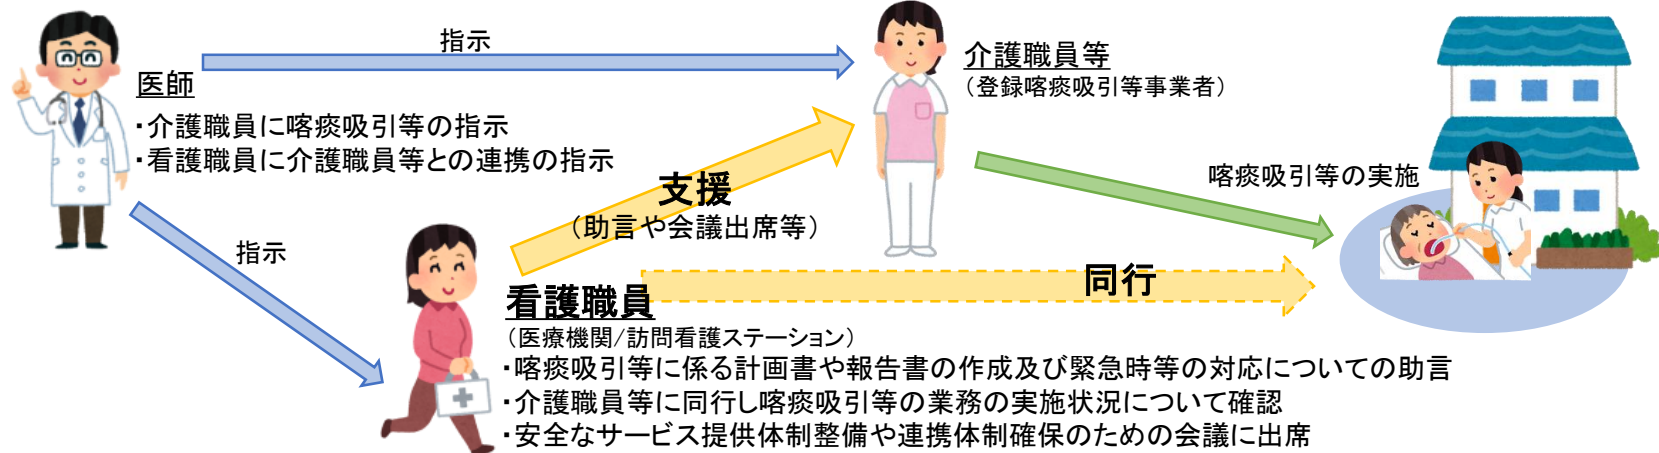 指示
医師
・介護職員に喀痰吸引等の指示
・看護職員に介護職員等との連携の指示
介護職員等
（登録喀痰吸引等事業者）
支援
（助言や会議出席等）
喀痰吸引等の実施
指示
同行
看護職員
（医療機関/訪問看護ステーション）
・喀痰吸引等に係る計画書や報告書の作成及び緊急時等の対応についての助言
・介護職員等に同行し喀痰吸引等の業務の実施状況について確認
・安全なサービス提供体制整備や連携体制確保のための会議に出席